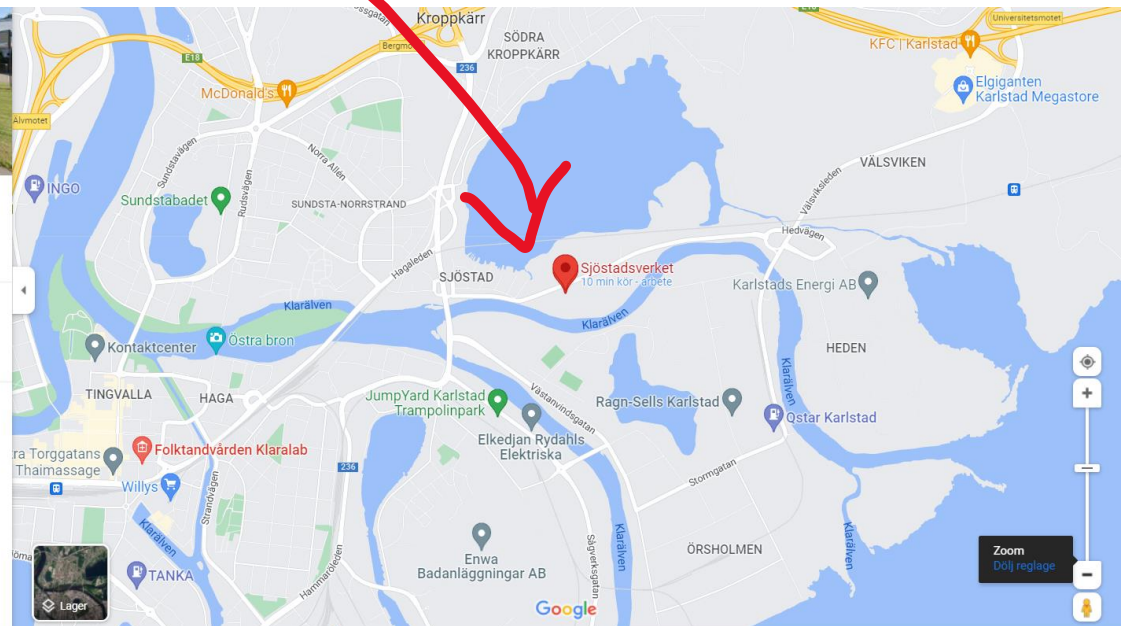 Kroppkärr
SÖDRA
KROPPKÄRR
E18
Universitetsmotet
KFC | Karlstad
236
E18
McDonald's
Elgiganten
Karlstad Megastore
Älvmotet
Sundstavägen
Norra Allén
VÄLSVIKEN
INGO
Sundstabadet
Rudsvägen
SUNDSTA-NORRSTRAND
Välsviksleden
Hedvägen
Hagaleden
SJÖSTAD
Sjöstadsverket
10 min kör - arbete
Karlstads Energi AB
Klarälven
Klarälven
Östra bron
Kontaktcenter
HEDEN
Klarälven
TINGVALLA
HAGA
JumpYard Karlstad
Trampolinpark
Västanvindsgatan
Ragn-Sells Karlstad
Qstar Karlstad
Elkedjan Rydahls
Elektriska
Folktandvården Klaralab
ra Torggatans
Thaimassage
236
Willys
Strandvägen
Stormgatan
Klarälven
Klarälven
Klarälven
Sågverksgatan
ÖRSHOLMEN
Enwa
Badanläggningar AB
Zoom
Dölj reglage
TANKA
Hammaröleden
Lager
Google